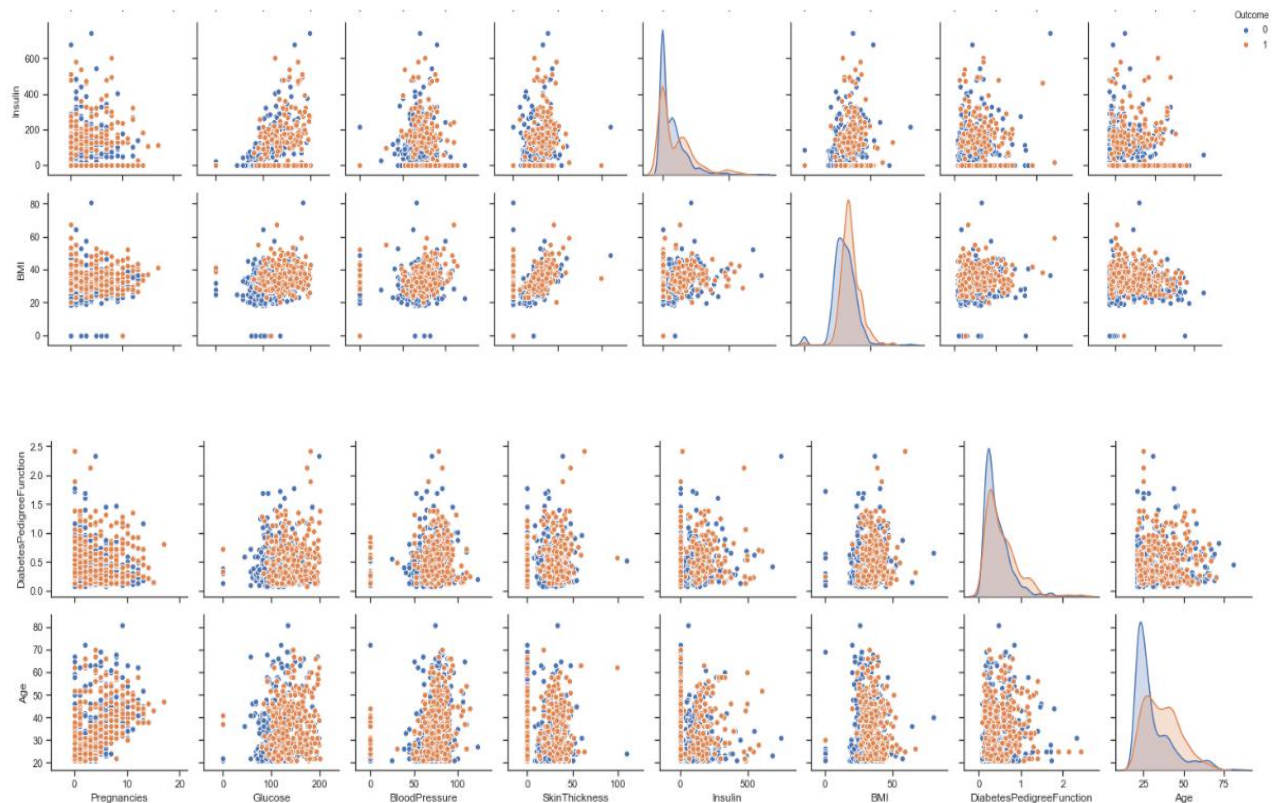 Outcome
0
1
Insulin
600
400
200
0
BMI
80
60
40
20
0
DiabetesPedigreeFunction
2.5
2.0
1.5
1.0
0.5
0.0
Age
80
70
60
50
40
30
20
0 10 20
0 100 200
0 50 100
0 50 100
0 500
0 50
0 1 2
25 50 75
Pregnancies Glucose BloodPressure SkinThickness Insulin BMI DiabetesPedigreeFunction Age